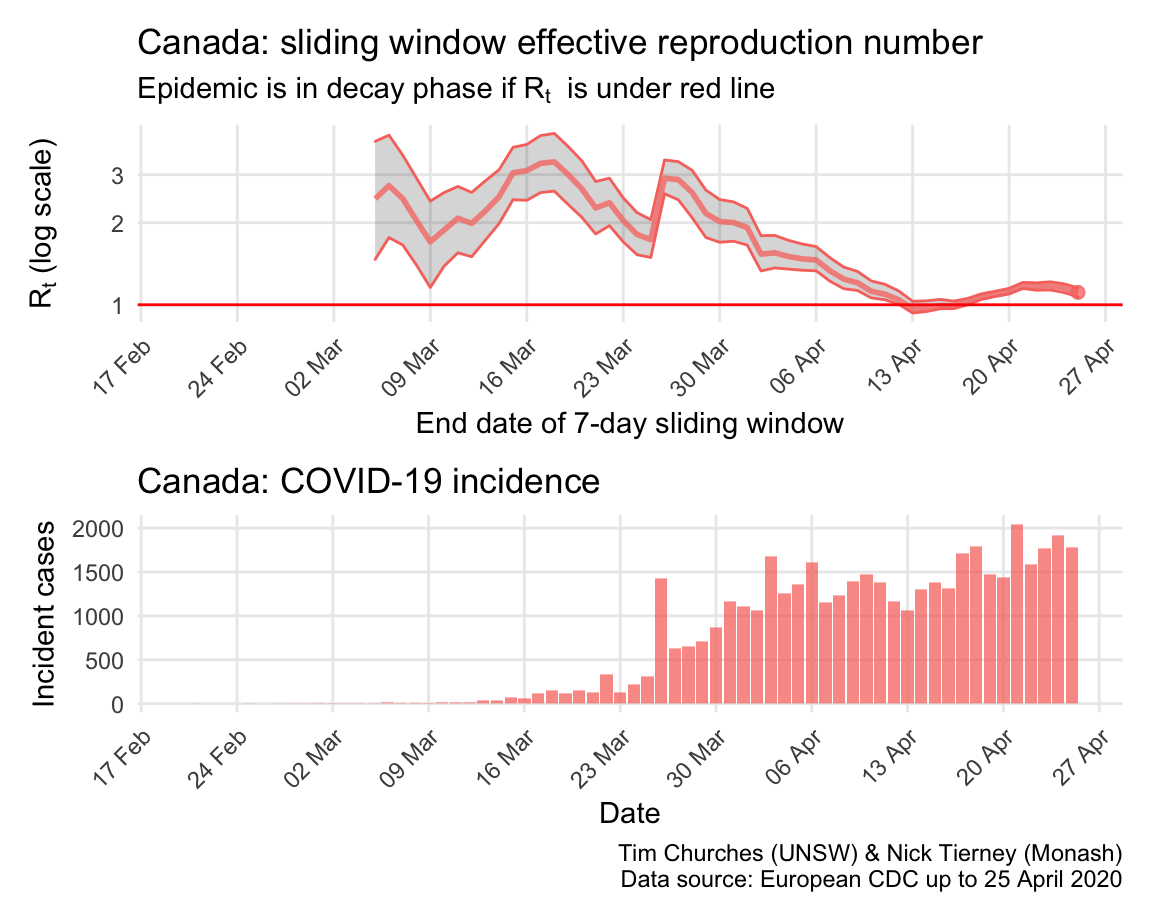 Canada: sliding window effective reproduction number
Epidemic is in decay phase if Rt is under red line
Rt (log scale)
3
2
1
17 Feb
24 Feb
02 Mar
09 Mar
16 Mar
23 Mar
30 Mar
06 Apr
13 Apr
20 Apr
27 Apr
End date of 7-day sliding window
Canada: COVID-19 incidence
Incident cases
2000
1500
1000
500
0
17 Feb
24 Feb
02 Mar
09 Mar
16 Mar
23 Mar
30 Mar
06 Apr
13 Apr
20 Apr
27 Apr
Date
Tim Churches (UNSW) & Nick Tierney (Monash)
Data source: European CDC up to 25 April 2020